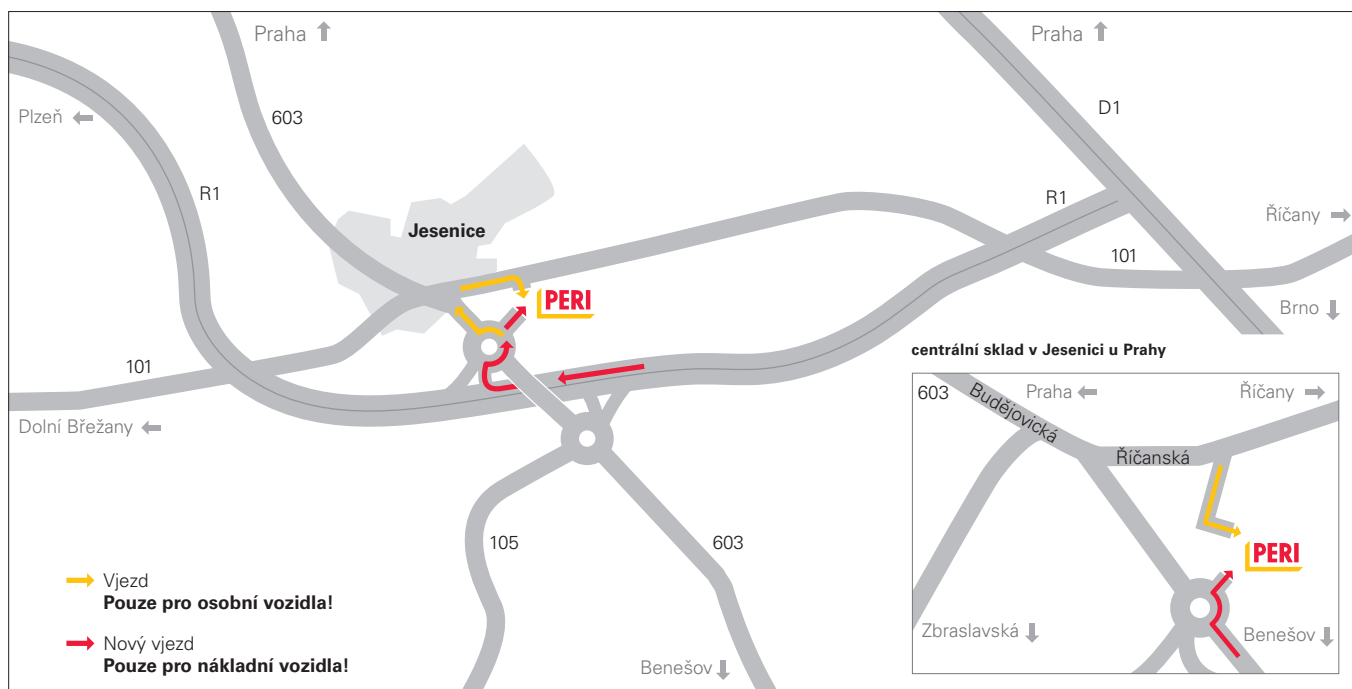 Praha
Praha
603
D1
Plzeň
R1
R1
Říčany
Jesenice
101
PERI
Brno
101
centrální sklad v Jesenici u Prahy
Dolní Břežany
603
Praha
Říčany
Budějovická
Říčanská
105
603
PERI
Vjezd
Pouze pro osobní vozidla!
Nový vjezd
Pouze pro nákladní vozidla!
Zbraslavská
Benešov
Benešov